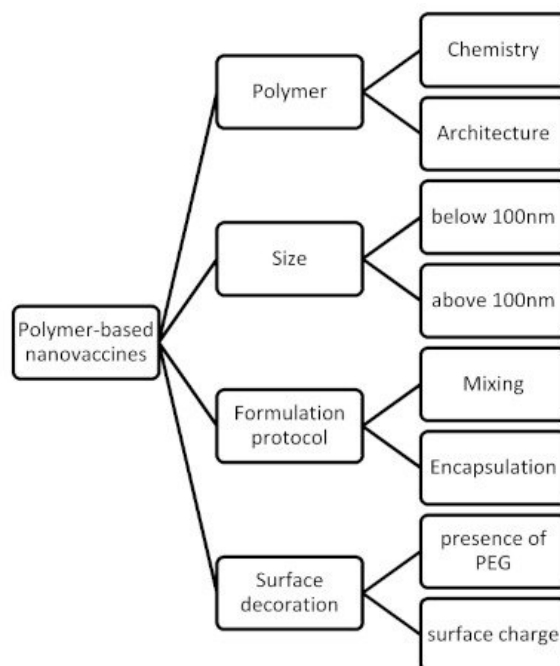 Polymer-based
nanovaccines
Polymer
Chemistry
Architecture
Size
below 100nm
above 100nm
Formulation
protocol
Mixing
Encapsulation
Surface
decoration
presence of
PEG
surface charge